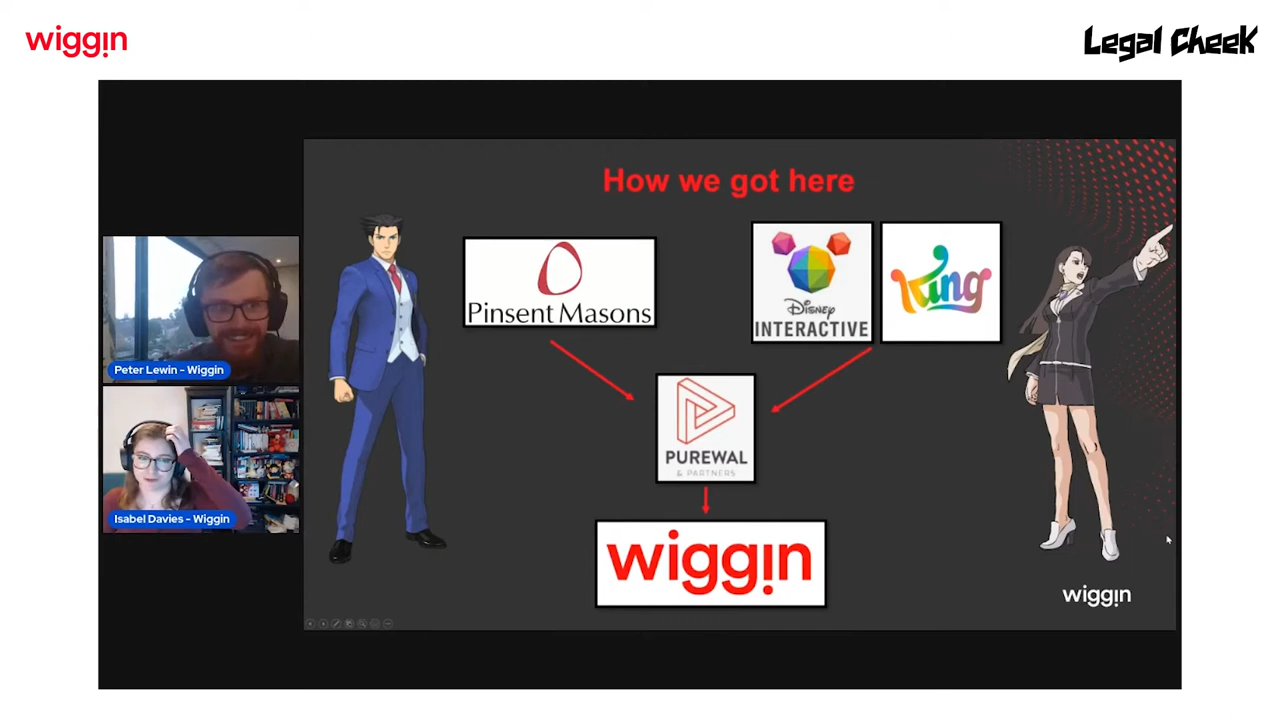 wiggin
Legal Cheek
How we got here
Pinsent Masons
Disney
INTERACTIVE
King
Peter Lewin - Wiggin
PUREWAL
& PARTNERS
Isabel Davies - Wiggin
wiggin
wiggin